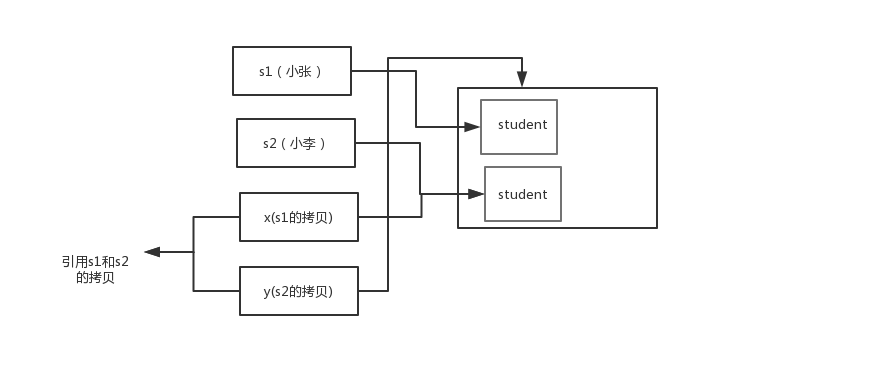 s1（小张）
student
s2（小李）
student
x(s1的拷贝)
引用s1和s2
的拷贝
y(s2的拷贝)